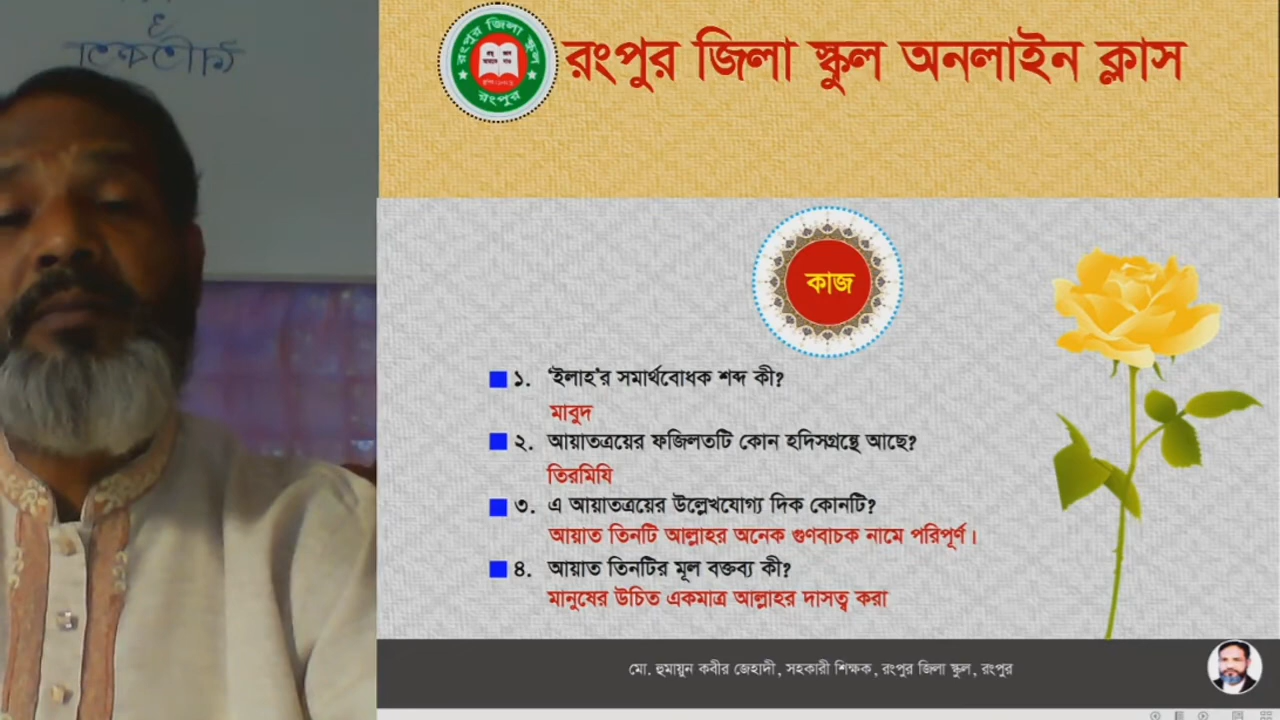 ও
রংপুর জিলা স্কুল
রংপুর
রংপুর জিলা স্কুল অনলাইন ক্লাস
কাজ
১. ‘ইলাহ’র সমার্থবোধক শব্দ কী?
মাবুদ
২. আয়াতত্রয়ের ফজিলতটি কোন হদিসগ্রন্থে আছে?
তিরমিযি
৩. এ আয়াতত্রয়ের উল্লেখযোগ্য দিক কোনটি?
আয়াত তিনটি আল্লাহর অনেক গুণবাচক নামে পরিপূর্ণ।
৪. আয়াত তিনটির মূল বক্তব্য কী?
মানুষের উচিত একমাত্র আল্লাহর দাসত্ব করা
মো. হুমায়ুন কবীর জেহাদী, সহকারী শিক্ষক, রংপুর জিলা স্কুল, রংপুর